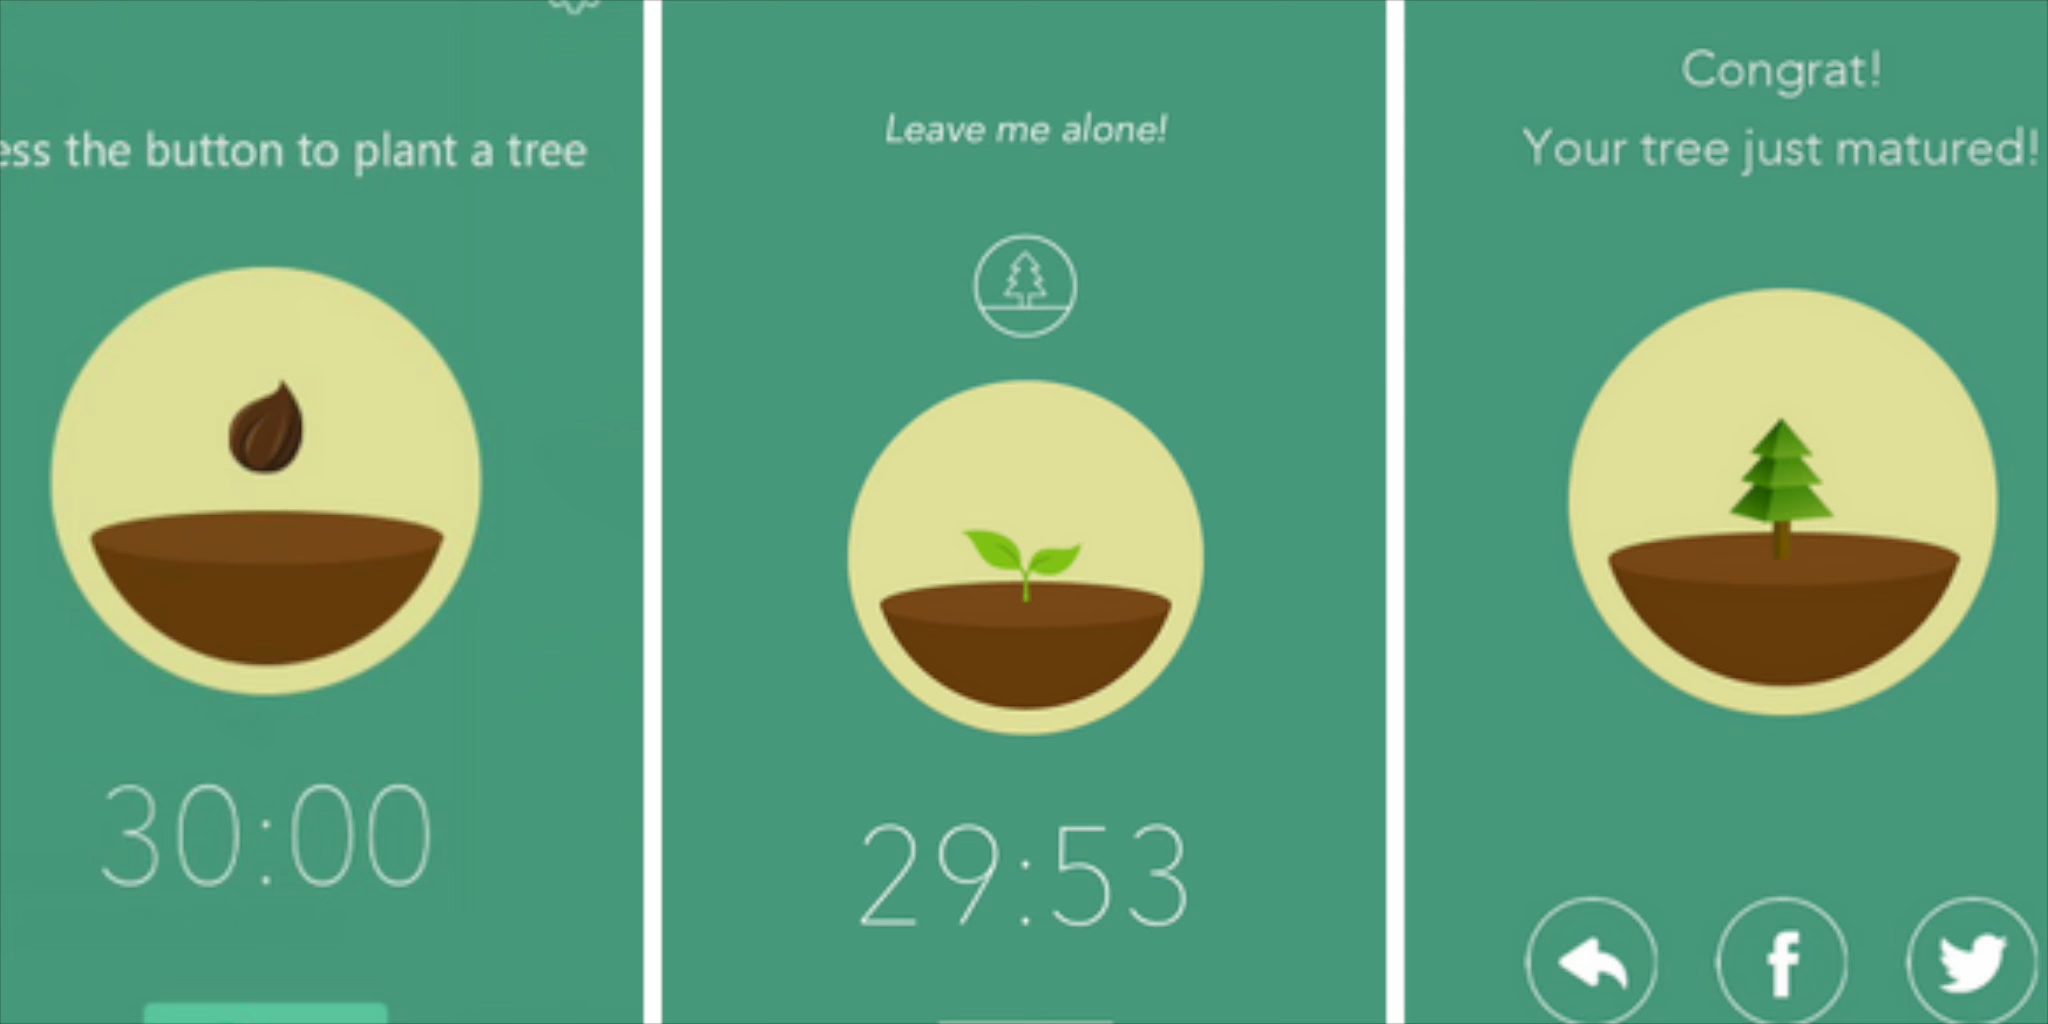 ess the button to plant a tree
30:00
Leave me alone!
29:53
Congrat!
Your tree just matured!